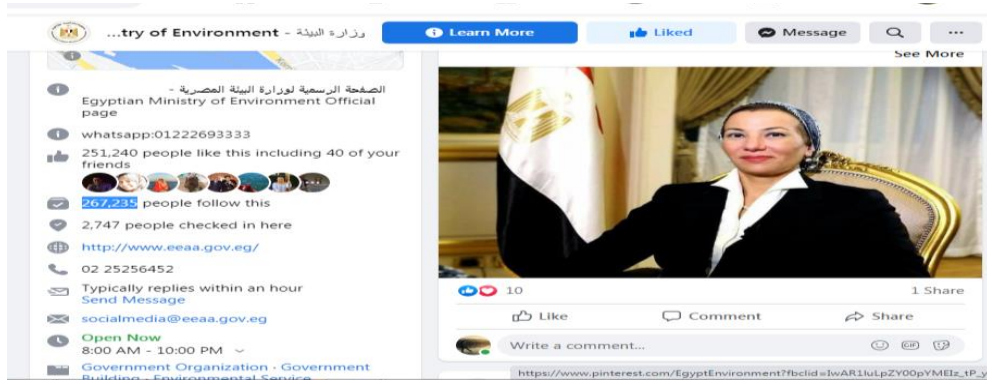 ...try of Environment - وزارة البيئة
Learn More
Liked
Message
...
See More
الصفحة الرسمية لوزارة البيئة المصرية -
Egyptian Ministry of Environment Official
page
whatsapp:01222693333
251,240 people like this including 40 of your
friends
267,235 people follow this
2,747 people checked in here
http://www.eeaa.gov.eg/
02 25256452
Typically replies within an hour
Send Message
socialmedia@eeaa.gov.eg
Open Now
8:00 AM - 10:00 PM
Government Organization · Government
Building · Environmental Service
10
1 Share
Like
Comment
Share
Write a comment...
GIF
https://www.pinterest.com/EgyptEnvironment?fbclid=IwAR1luLpZY00pYMEIz_tP_y